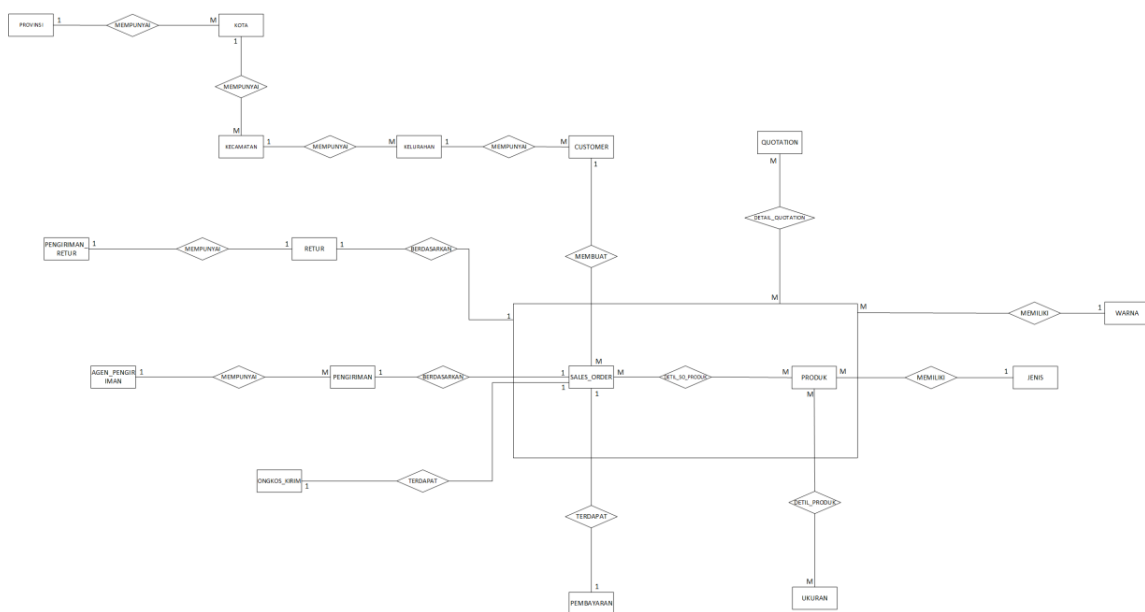 PROVINSI
1
MEMPUNYAI
M
KOTA
1
MEMPUNYAI
M
KECAMATAN
1
MEMPUNYAI
M
KELURAHAN
1
MEMPUNYAI
M
CUSTOMER
1
QUOTATION
M
DETAIL_QUOTATION
M
PENGIRIMAN_
RETUR
1
MEMPUNYAI
1
RETUR
1
BERDASARKAN
1
MEMBUAT
M
M
MEMILIKI
1
WARNA
AGEN_PENGIR
IMAN
1
MEMPUNYAI
M
PENGIRIMAN
1
BERDASARKAN
1
1
SALES_ORDER
M
DETIL_SO_PRODUK
M
PRODUK
M
MEMILIKI
1
JENIS
1
M
ONGKOS_KIRIM
1
TERDAPAT
DETIL_PRODUK
TERDAPAT
1
PEMBAYARAN
M
UKURAN